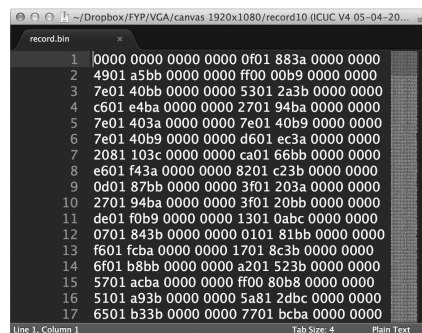 ~/Dropbox/FYP/VGA/canvas 1920x1080/record10 (ICUC V4 05-04-20...
record.bin
1 0000 0000 0000 0000 0f01 883a 0000 0000
2 4901 a5bb 0000 0000 ff00 00b9 0000 0000
3 7e01 40bb 0000 0000 5301 2a3b 0000 0000
4 c601 e4ba 0000 0000 2701 94ba 0000 0000
5 7e01 403a 0000 0000 7e01 40b9 0000 0000
6 7e01 40b9 0000 0000 d601 ec3a 0000 0000
7 2081 103c 0000 0000 ca01 66bb 0000 0000
8 e601 f43a 0000 0000 8201 c23b 0000 0000
9 0d01 87bb 0000 0000 3f01 203a 0000 0000
10 2701 94ba 0000 0000 3f01 20bb 0000 0000
11 de01 f0b9 0000 0000 1301 0abc 0000 0000
12 0701 843b 0000 0000 0101 81bb 0000 0000
13 f601 fcba 0000 0000 1701 8c3b 0000 0000
14 6f01 b8bb 0000 0000 a201 523b 0000 0000
15 5701 acba 0000 0000 ff00 80b8 0000 0000
16 5101 a93b 0000 0000 5a81 2dbc 0000 0000
17 6501 b33b 0000 0000 7701 bcba 0000 0000
Line 1, Column 1 Tab Size: 4 Plain Text